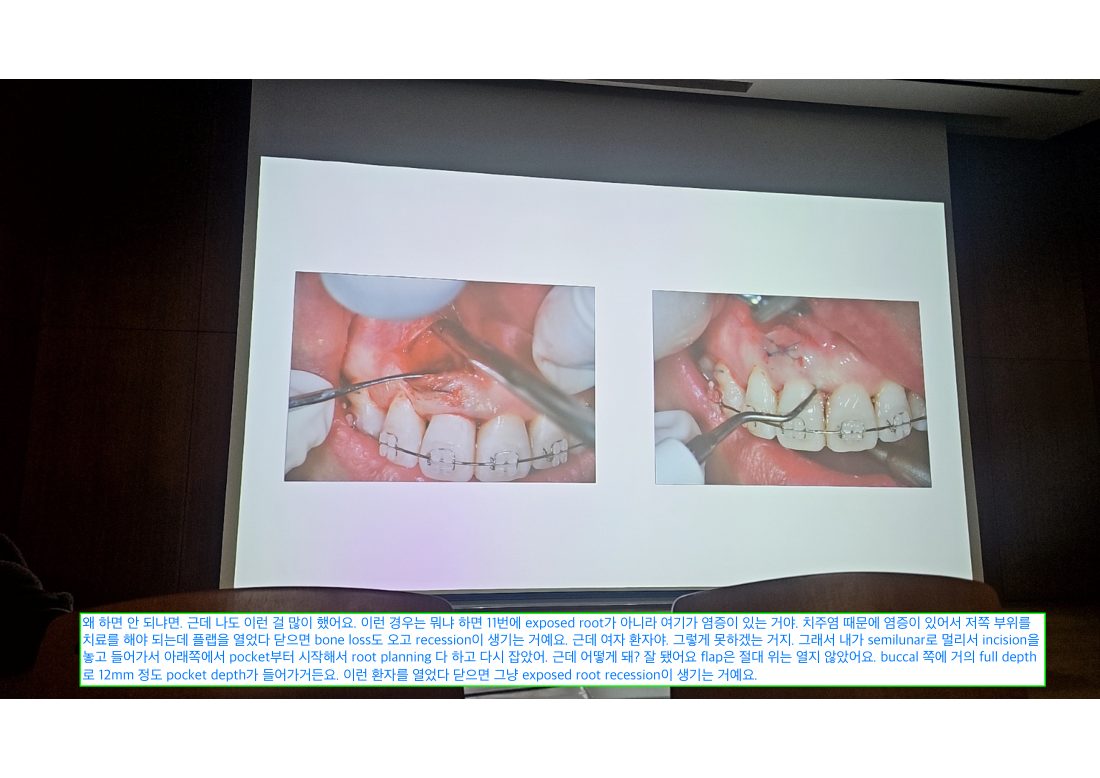 왜 하면 안 되냐면. 근데 나도 이런 걸 많이 했어요. 이런 경우는 뭐냐 하면 11번에 exposed root가 아니라 여기가 염증이 있는 거야. 치주염 때문에 염증이 있어서 저쪽 부위를
치료를 해야 되는데 플랩을 열었다 닫으면 bone loss도 오고 recession이 생기는 거예요. 근데 여자 환자야. 그렇게 못하겠는 거지. 그래서 내가 semilunar로 멀리서 incision을
놓고 들어가서 아래쪽에서 pocket부터 시작해서 root planning 다 하고 다시 잡았어. 근데 어떻게 돼? 잘 됐어요 flap은 절대 위는 열지 않았어요. buccal 쪽에 거의 full depth
로 12mm 정도 pocket depth가 들어가거든요. 이런 환자를 열었다 닫으면 그냥 exposed root recession이 생기는 거예요.